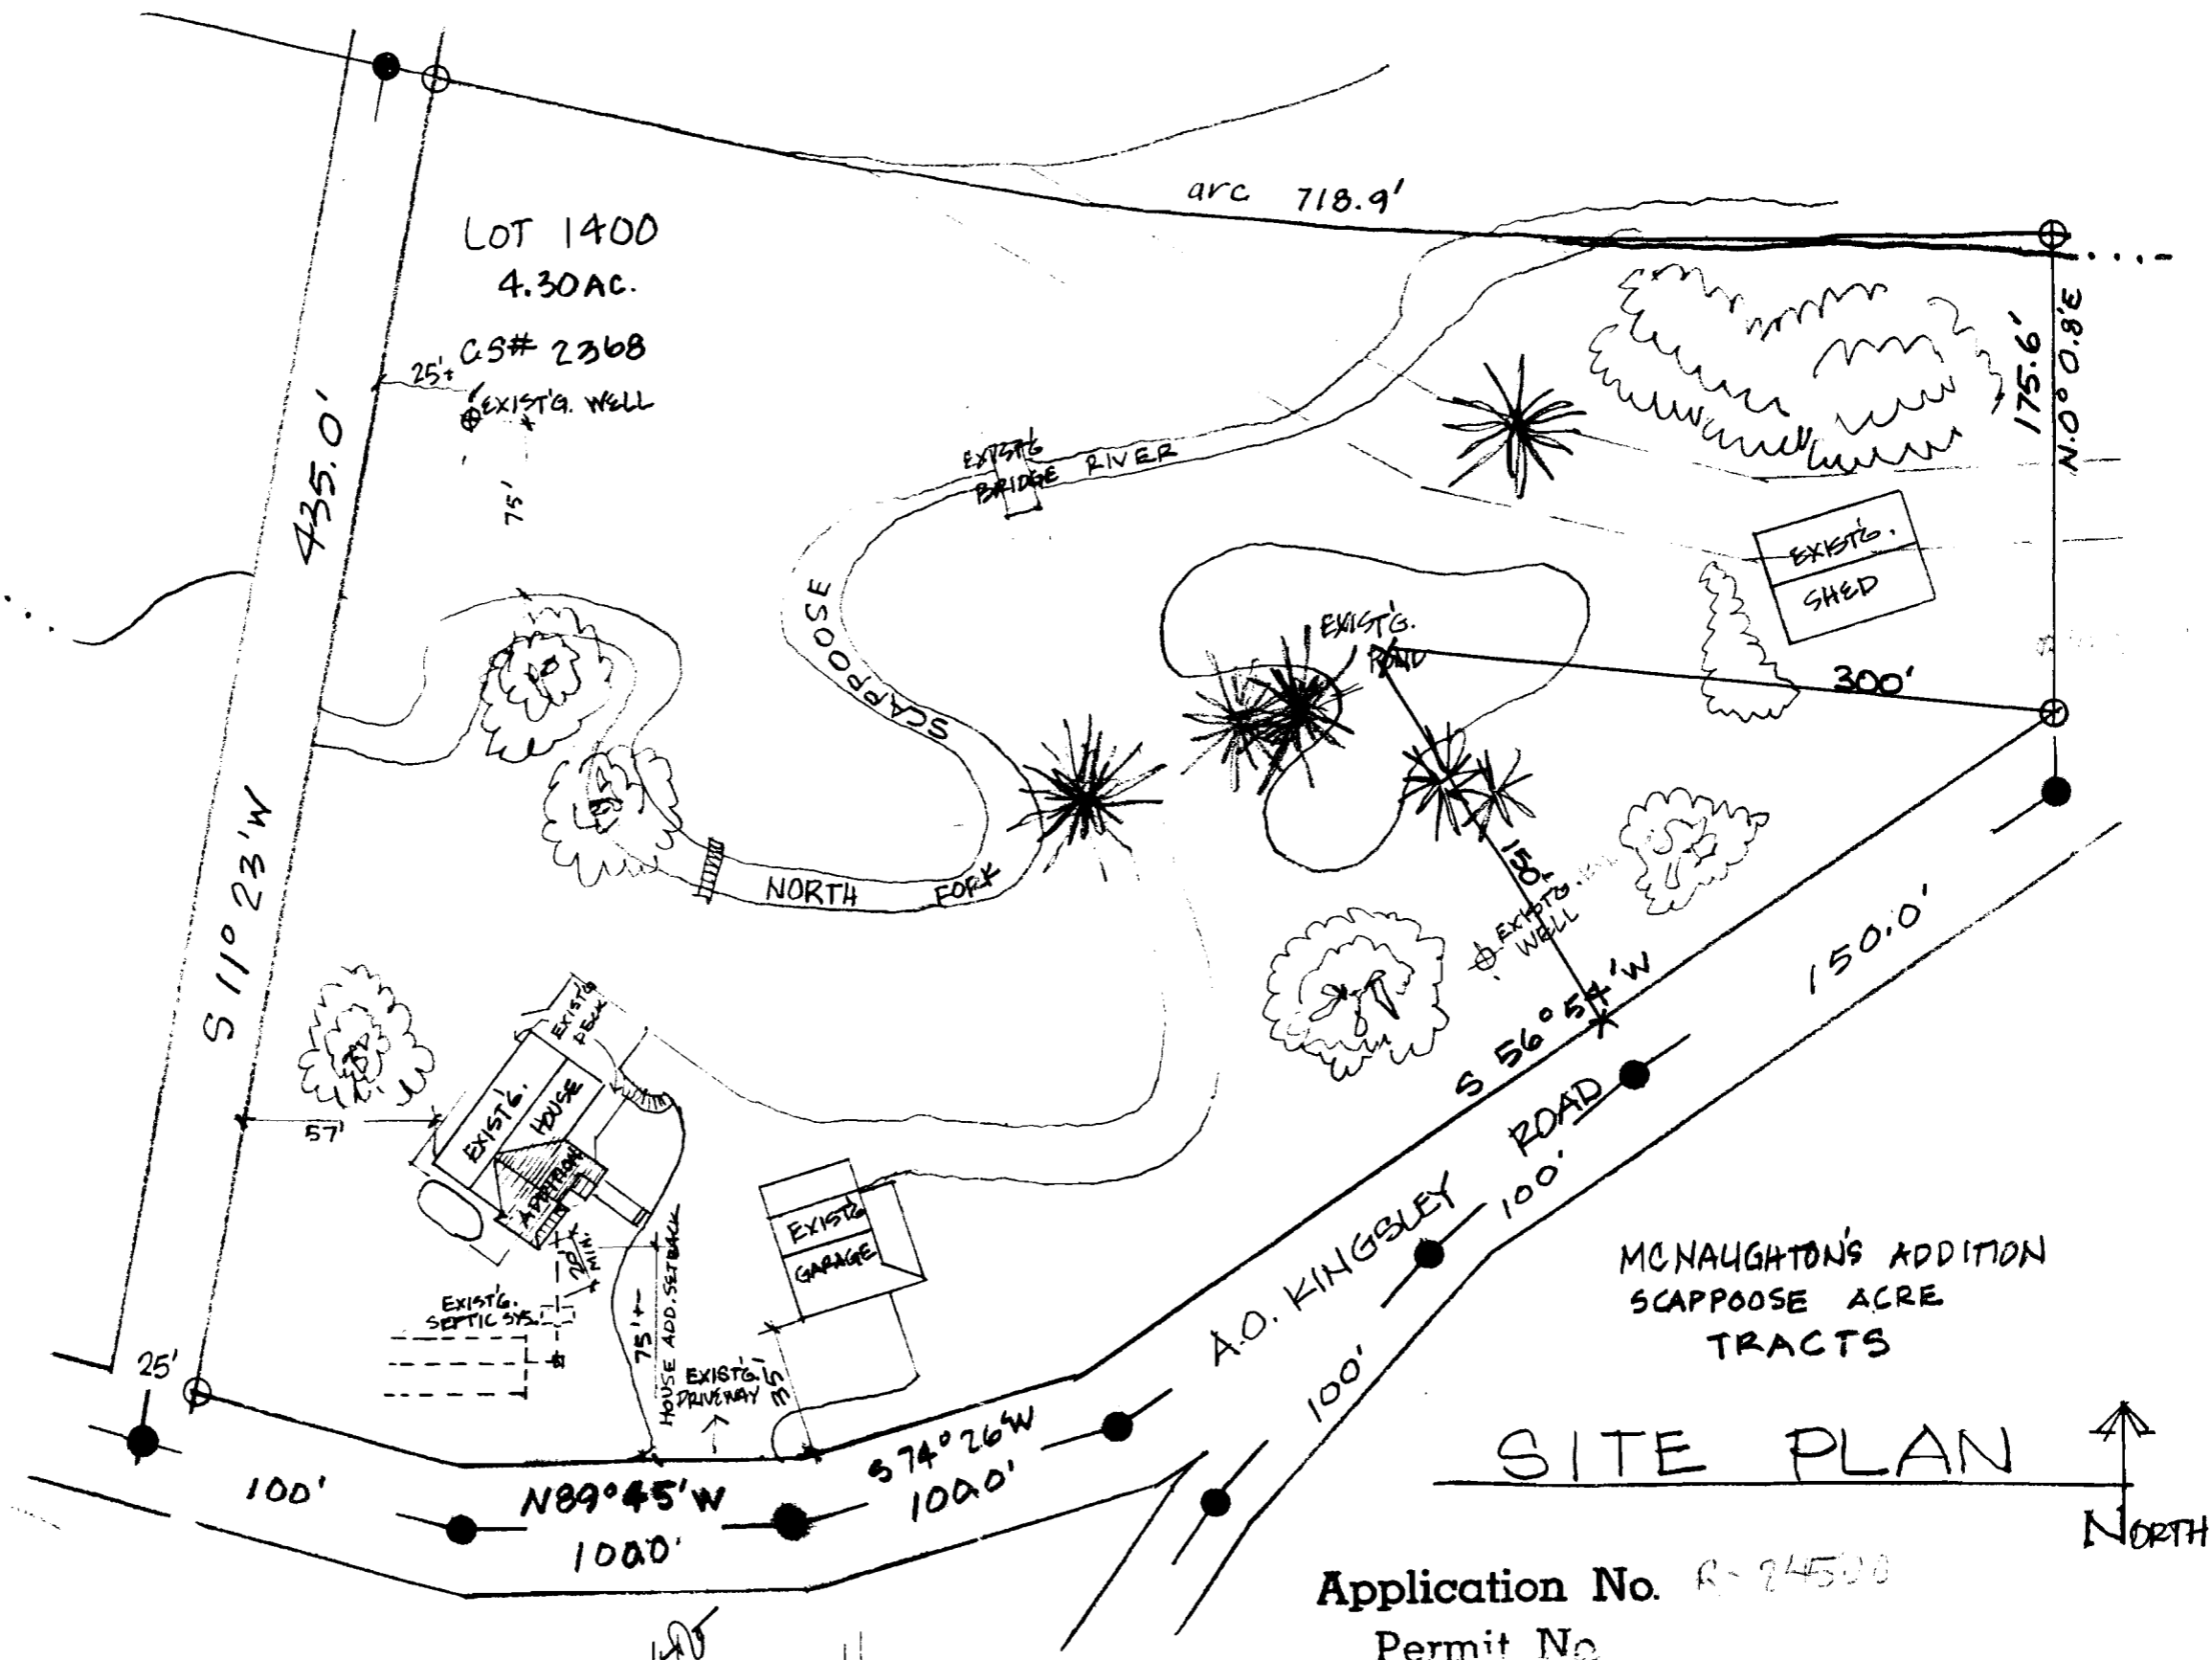 arc 718.9'
LOT 1400
4.30 AC.
CS# 2368
25'±
EXIST'G. WELL
75'
435.0'
S 11° 23' W
175.6'
N.0° 0.8'E
EXIST'G
BRIDGE
RIVER
SCAPPOOSE
NORTH FORK
EXIST'G.
SHED
EXIST'G.
POND
300'
150'
EXIST'G.
WELL
S 56° 54' W
150.0'
EXIST'G
DECK
EXIST'G.
HOUSE
ADDITION
57'
20'
MIN.
EXIST'G.
SEPTIC SYS.
75'+-
HOUSE ADD. SETBACK
EXIST'G
GARAGE
EXIST'G.
DRIVEWAY
35'
25'
100'
N89°45'W
100.0'
S 74° 26' W
100.0'
A.O. KINGSLEY ROAD
100'
100'
MCNAUGHTON'S ADDITION
SCAPPOOSE ACRE
TRACTS
SITE PLAN
NORTH
Application No.
Permit No